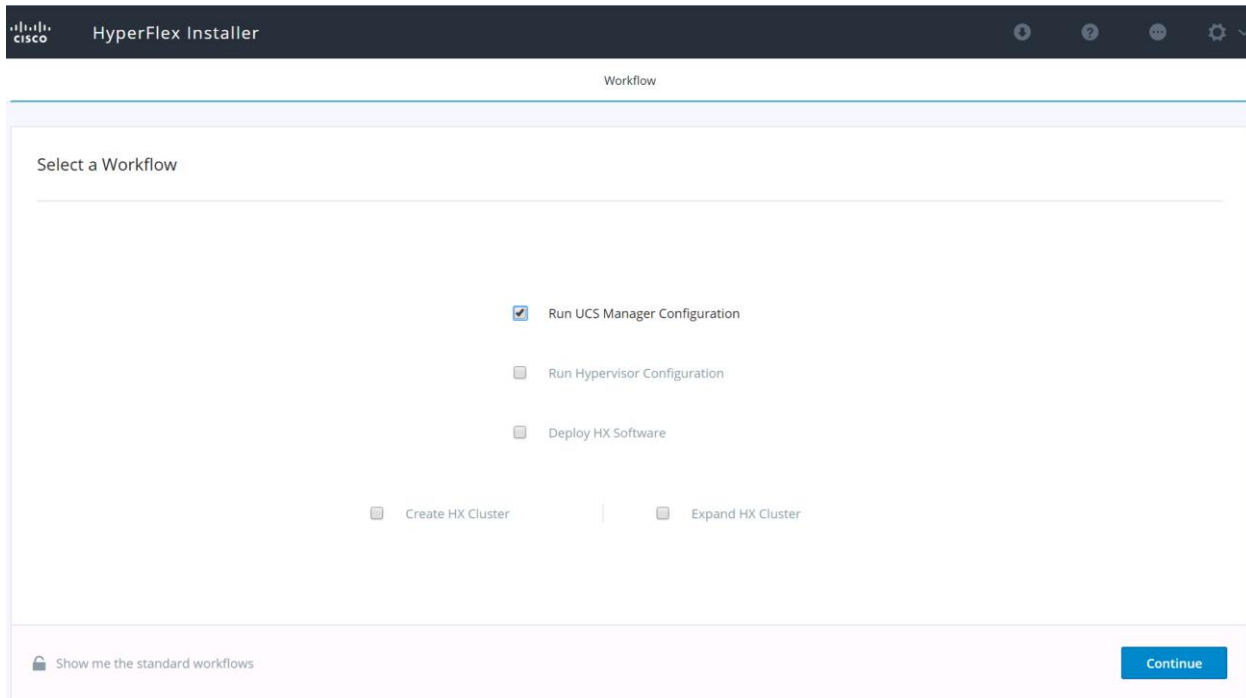 cisco HyperFlex Installer
Workflow
Select a Workflow
Run UCS Manager Configuration
Run Hypervisor Configuration
Deploy HX Software
Create HX Cluster Expand HX Cluster
Show me the standard workflows Continue